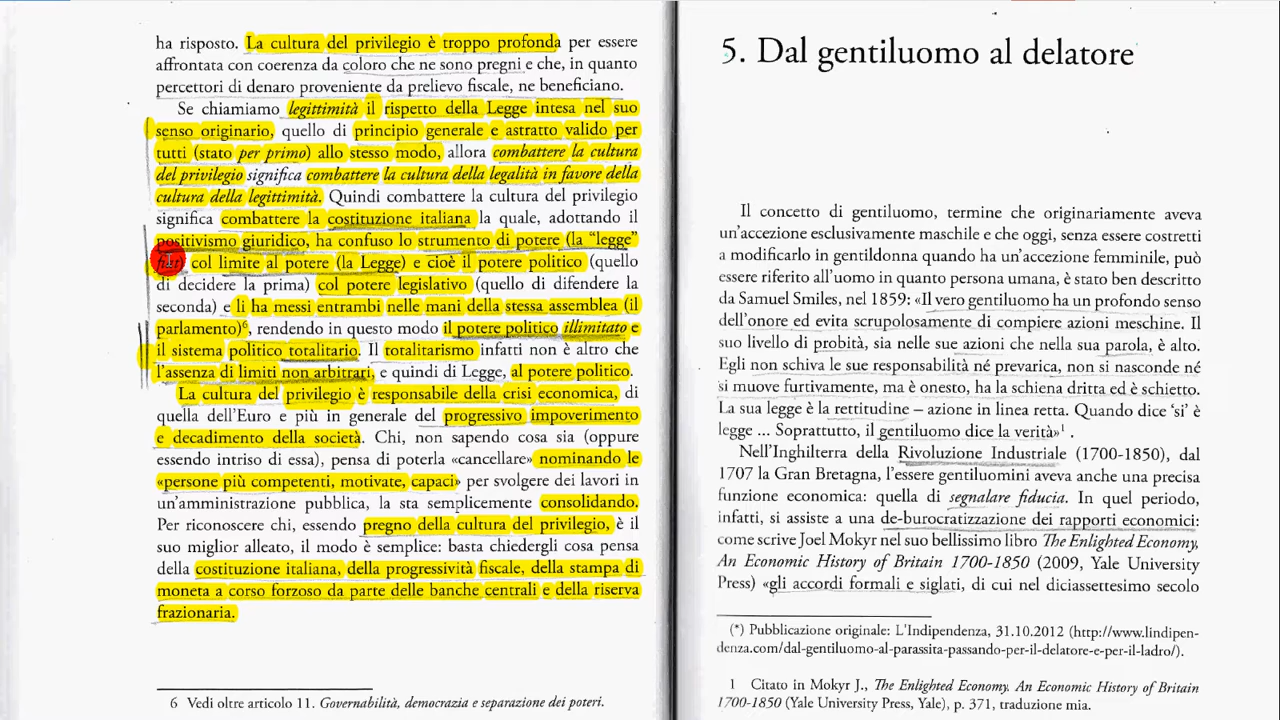 ha risposto. La cultura del privilegio è troppo profonda per essere
affrontata con coerenza da coloro che ne sono pregni e che, in quanto
percettori di denaro proveniente da prelievo fiscale, ne beneficiano.
Se chiamiamo legittimità il rispetto della Legge intesa nel suo
senso originario, quello di principio generale e astratto valido per
tutti (stato per primo) allo stesso modo, allora combattere la cultura
del privilegio significa combattere la cultura della legalità in favore della
cultura della legittimità. Quindi combattere la cultura del privilegio
significa combattere la costituzione italiana la quale, adottando il
positivismo giuridico, ha confuso lo strumento di potere (la “legge”
col limite al potere (la Legge) e cioè il potere politico (quello
di decidere la prima) col potere legislativo (quello di difendere la
seconda) e li ha messi entrambi nelle mani della stessa assemblea (il
parlamento)6, rendendo in questo modo il potere politico illimitato e
il sistema politico totalitario. Il totalitarismo infatti non è altro che
l’assenza di limiti non arbitrari, e quindi di Legge, al potere politico.
La cultura del privilegio è responsabile della crisi economica, di
quella dell’Euro e più in generale del progressivo impoverimento
e decadimento della società. Chi, non sapendo cosa sia (oppure
essendo intriso di essa), pensa di poterla «cancellare» nominando le
«persone più competenti, motivate, capaci» per svolgere dei lavori in
un’amministrazione pubblica, la sta semplicemente consolidando.
Per riconoscere chi, essendo pregno della cultura del privilegio, è il
suo miglior alleato, il modo è semplice: basta chiedergli cosa pensa
della costituzione italiana, della progressività fiscale, della stampa di
moneta a corso forzoso da parte delle banche centrali e della riserva
frazionaria.
6 Vedi oltre articolo 11. Governabilità, democrazia e separazione dei poteri.
5. Dal gentiluomo al delatore
Il concetto di gentiluomo, termine che originariamente aveva
un’accezione esclusivamente maschile e che oggi, senza essere costretti
a modificarlo in gentildonna quando ha un’accezione femminile, può
essere riferito all’uomo in quanto persona umana, è stato ben descritto
da Samuel Smiles, nel 1859: «Il vero gentiluomo ha un profondo senso
dell’onore ed evita scrupolosamente di compiere azioni meschine. Il
suo livello di probità, sia nelle sue azioni che nella sua parola, è alto.
Egli non schiva le sue responsabilità né prevarica, non si nasconde né
si muove furtivamente, ma è onesto, ha la schiena dritta ed è schietto.
La sua legge è la rettitudine – azione in linea retta. Quando dice ‘si’ è
legge ... Soprattutto, il gentiluomo dice la verità»1 .
Nell’Inghilterra della Rivoluzione Industriale (1700-1850), dal
1707 la Gran Bretagna, l’essere gentiluomini aveva anche una precisa
funzione economica: quella di segnalare fiducia. In quel periodo,
infatti, si assiste a una de-burocratizzazione dei rapporti economici:
come scrive Joel Mokyr nel suo bellissimo libro The Enlighted Economy,
An Economic History of Britain 1700-1850 (2009, Yale University
Press) «gli accordi formali e siglati, di cui nel diciassettesimo secolo
(*) Pubblicazione originale: L’Indipendenza, 31.10.2012 (http://www.lindipen-
denza.com/dal-gentiluomo-al-parassita-passando-per-il-delatore-e-per-il-ladro/).
1 Citato in Mokyr J., The Enlighted Economy. An Economic History of Britain
1700-1850 (Yale University Press, Yale), p. 371, traduzione mia.